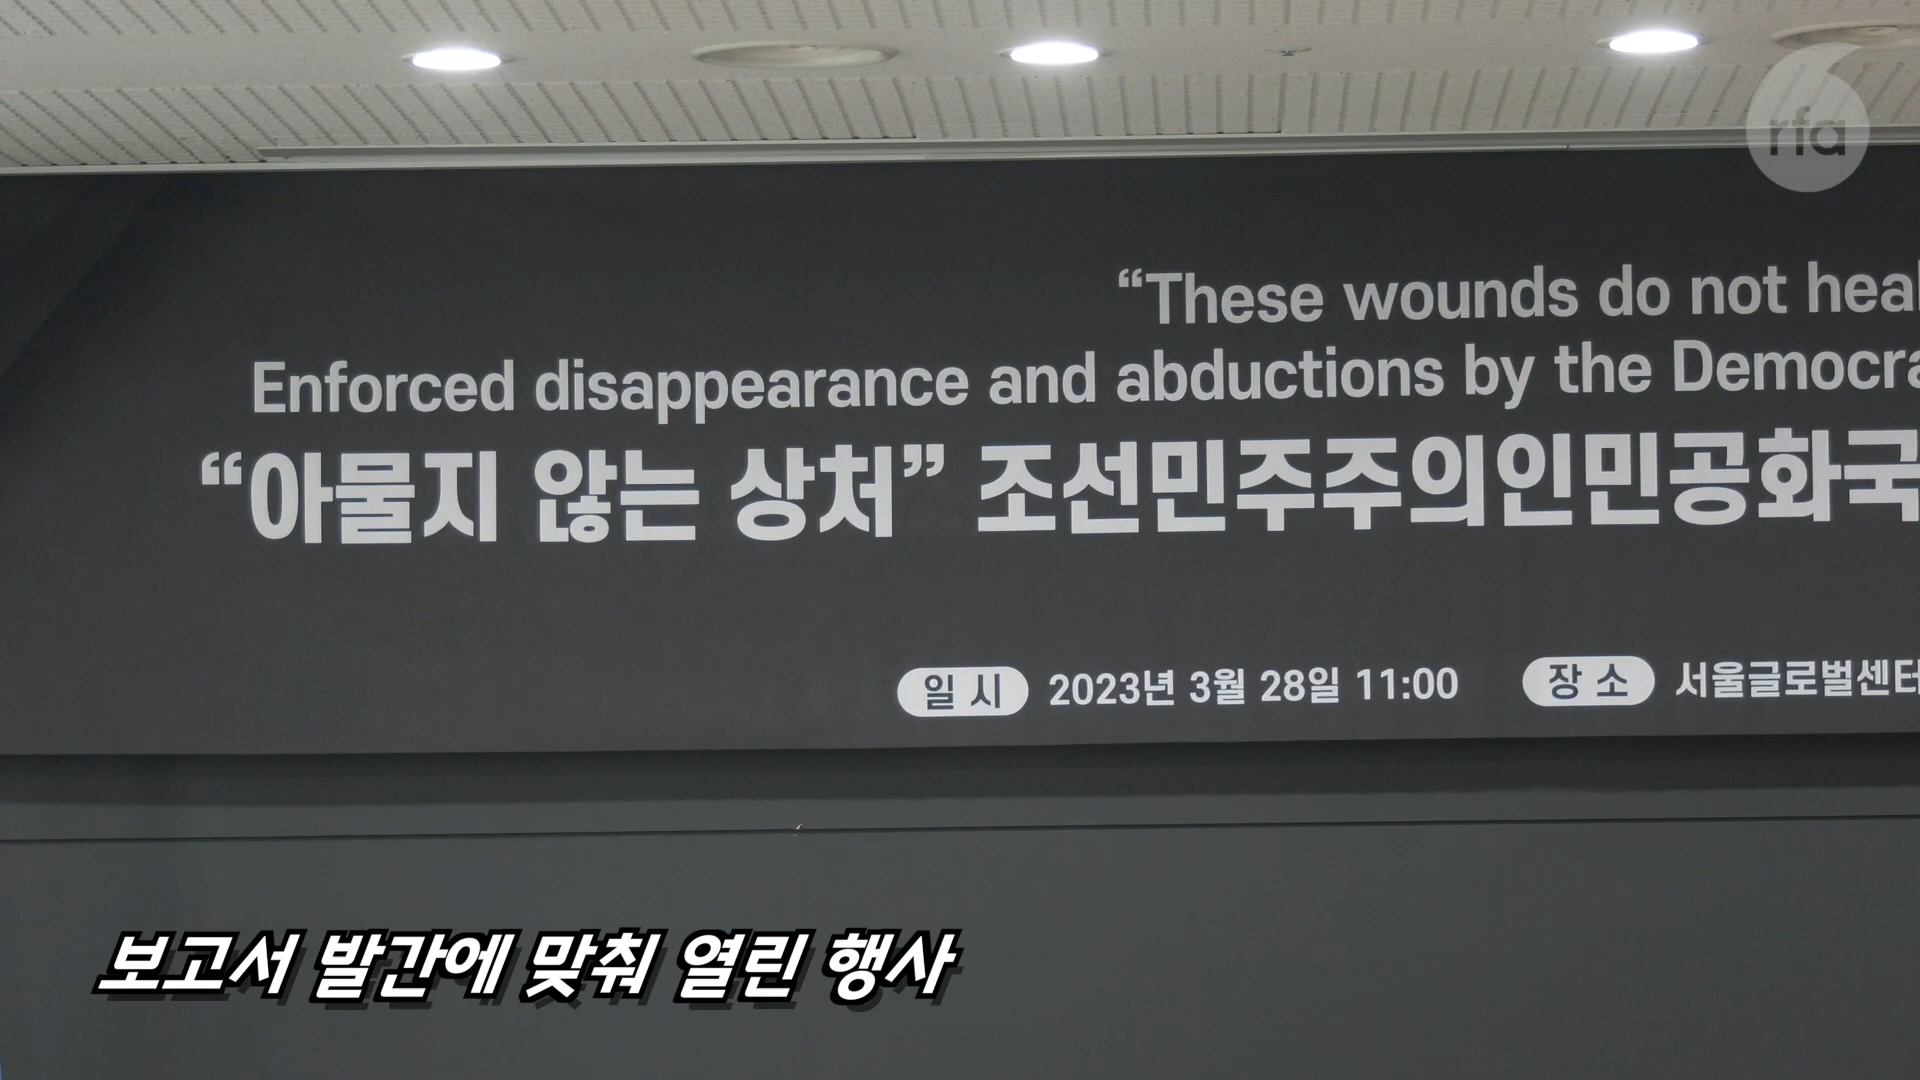 rfa
“These wounds do not heal
Enforced disappearance and abductions by the
“아물지 않는 상처” 조선민주주의인민공화국
일 시 2023년 3월 28일 11:00 장 소 서울글로벌센터
보고서 발간에 맞춰 열린 행사